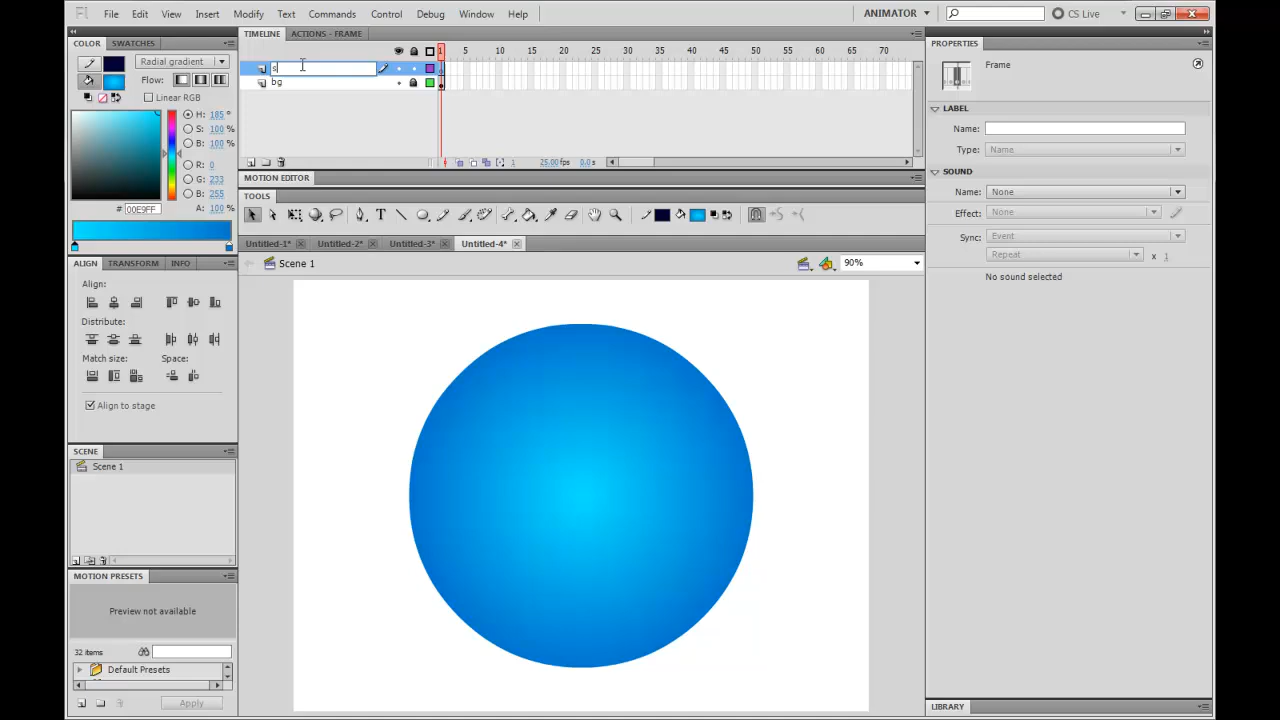 Fl File Edit View Insert Modify Text Commands Control Debug Window Help ANIMATOR CS Live
COLOR SWATCHES
Radial gradient
Flow:
Linear RGB
H: 185 °
S: 100 %
B: 100 %
R: 0
G: 233
B: 255
# 00E9FF A: 100 %
ALIGN TRANSFORM INFO
Align:
Distribute:
Match size: Space:
Align to stage
SCENE
Scene 1
MOTION PRESETS
Preview not available
32 items
Default Presets
Apply
TIMELINE ACTIONS - FRAME
1 5 10 15 20 25 30 35 40 45 50 55 60 65 70
s
bg
1 25.00 fps 0.0 s
MOTION EDITOR
TOOLS
Untitled-1* Untitled-2* Untitled-3* Untitled-4*
Scene 1 90%
PROPERTIES
Frame
LABEL
Name:
Type: Name
SOUND
Name: None
Effect: None
Sync: Event
Repeat x 1
No sound selected
LIBRARY